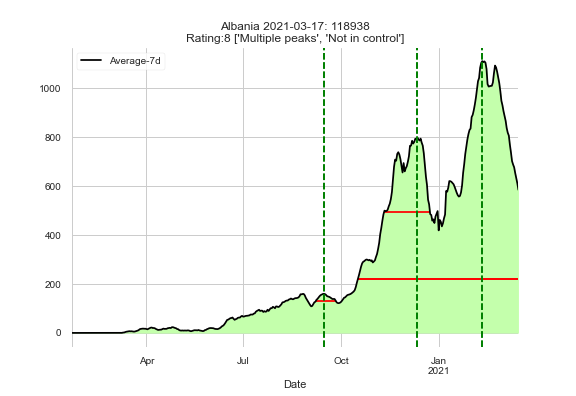 Albania 2021-03-17: 118938
Rating:8 ['Multiple peaks', 'Not in control']
Average-7d
1000
800
600
400
200
0
Apr
Jul
Oct
Jan
2021
Date